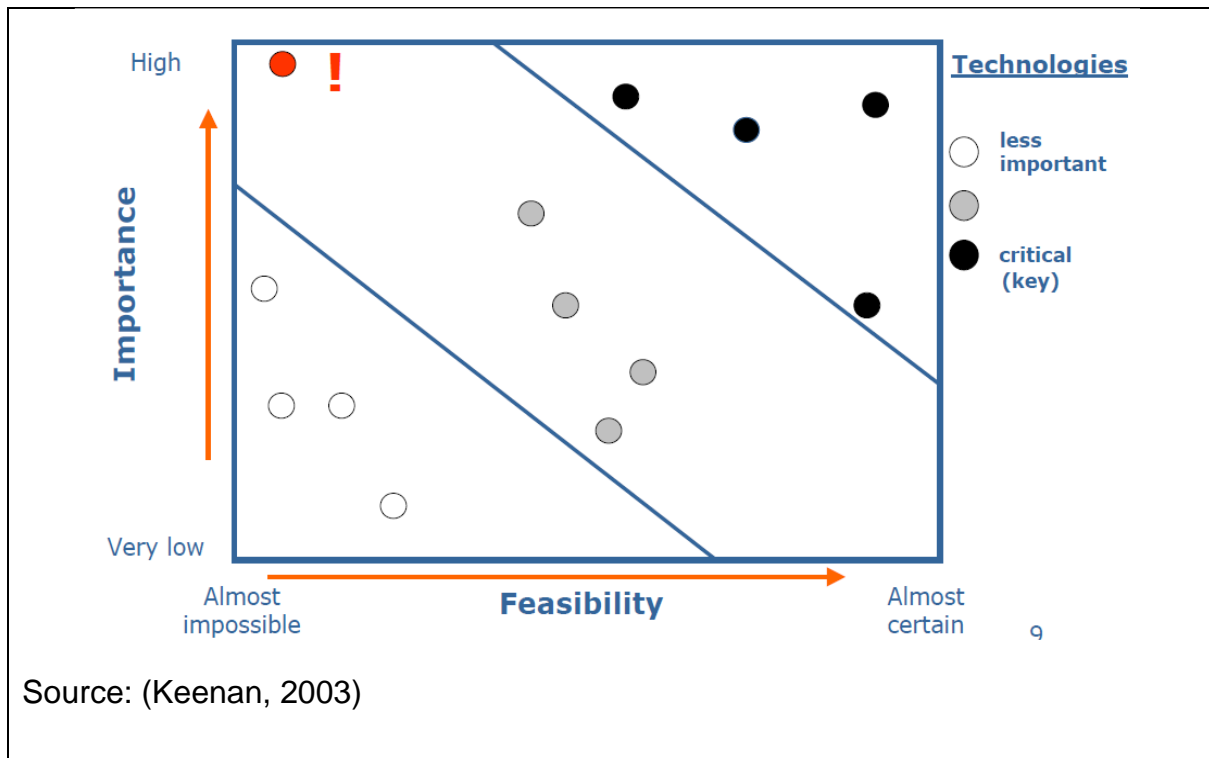 High
!
Technologies
less
important
critical
(key)
Importance
Very low
Almost
impossible
Feasibility
Almost
certain
9
Source: (Keenan, 2003)